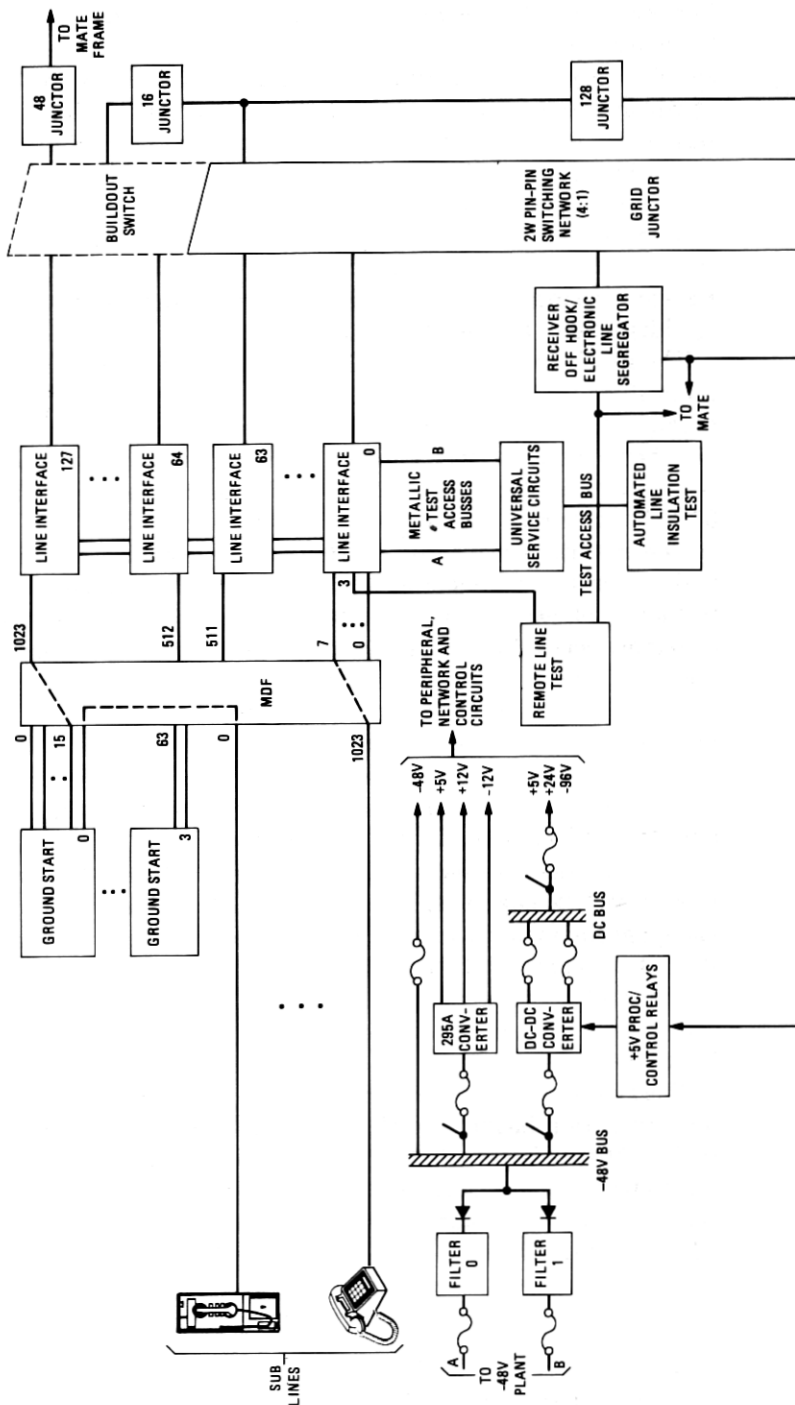 TO
MATE
FRAME
48
JUNCTOR
16
JUNCTOR
128
JUNCTOR
BUILDOUT
SWITCH
2W PIN-PIN
SWITCHING
NETWORK
(4:1)
GRID
JUNCTOR
LINE INTERFACE
127
LINE INTERFACE
64
LINE INTERFACE
63
LINE INTERFACE
0
RECEIVER
OFF HOOK/
ELECTRONIC
LINE
SEGREGATOR
TO
MATE
A
B
METALLIC
TEST
ACCESS
BUSSES
UNIVERSAL
SERVICE CIRCUITS
TEST ACCESS BUS
AUTOMATED
LINE
INSULATION
TEST
REMOTE LINE
TEST
1023
512
511
7
3
0
MDF
0
15
0
63
3
0
1023
GROUND START
GROUND START
SUB
LINES
TO PERIPHERAL,
NETWORK AND
CONTROL
CIRCUITS
-48V
+5V
+12V
-12V
+5V
+24V
-96V
295A
CONV-
ERTER
DC-DC
CONV-
ERTER
DC BUS
+5V PROC/
CONTROL RELAYS
-48V BUS
FILTER
0
FILTER
1
A
B
TO
-48V
PLANT